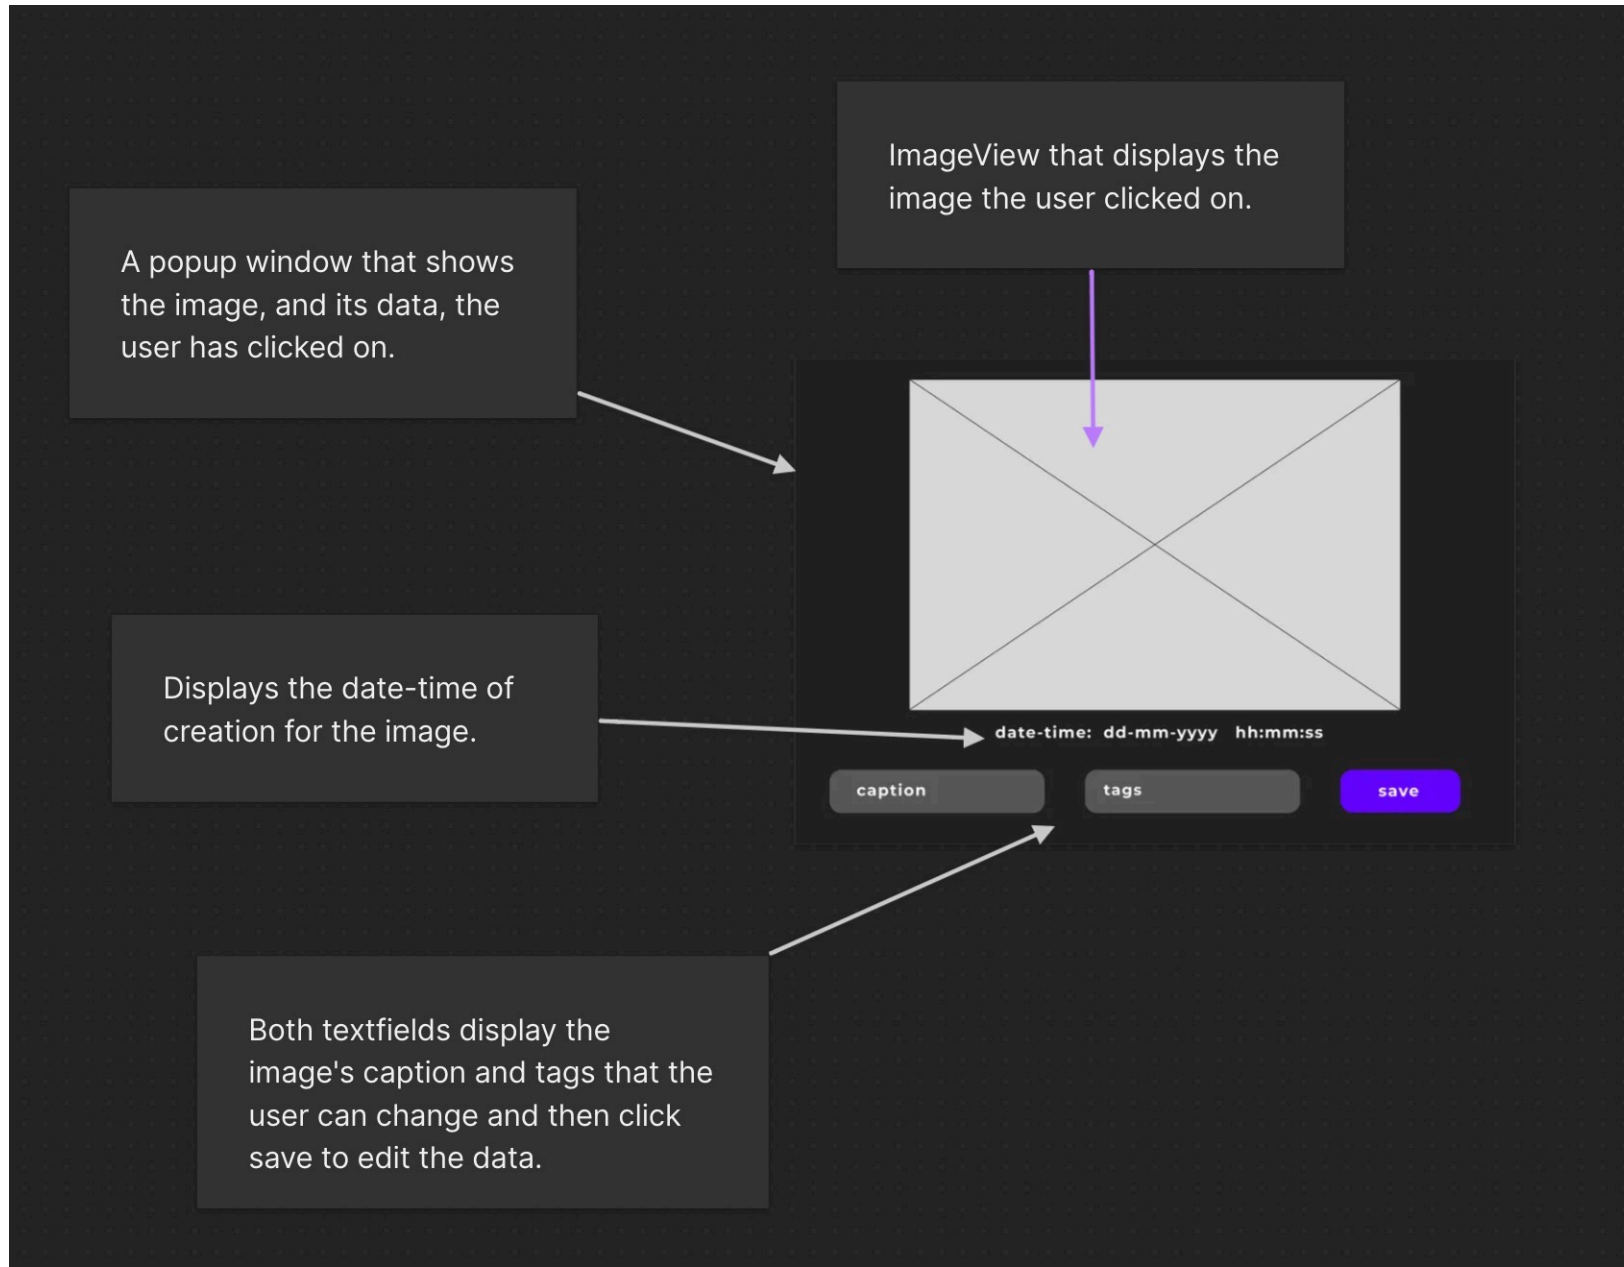 ImageView that displays the
image the user clicked on.
A popup window that shows
the image, and its data, the
user has clicked on.
Displays the date-time of
creation for the image.
date-time: dd-mm-yyyy hh:mm:ss
caption
tags
save
Both textfields display the
image's caption and tags that the
user can change and then click
save to edit the data.